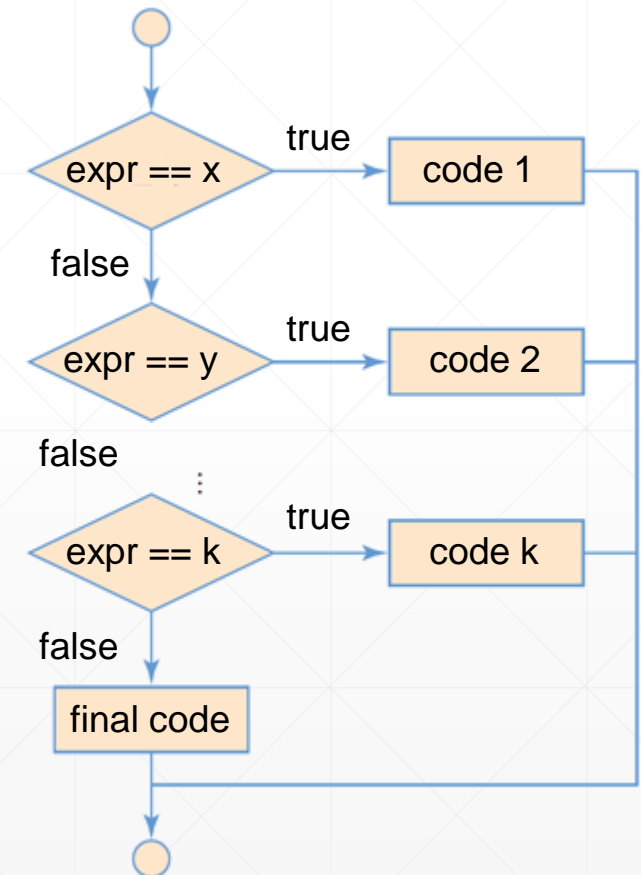 true
expr == x
code 1
false
true
expr == y
code 2
false
⋮
true
expr == k
code k
false
final code